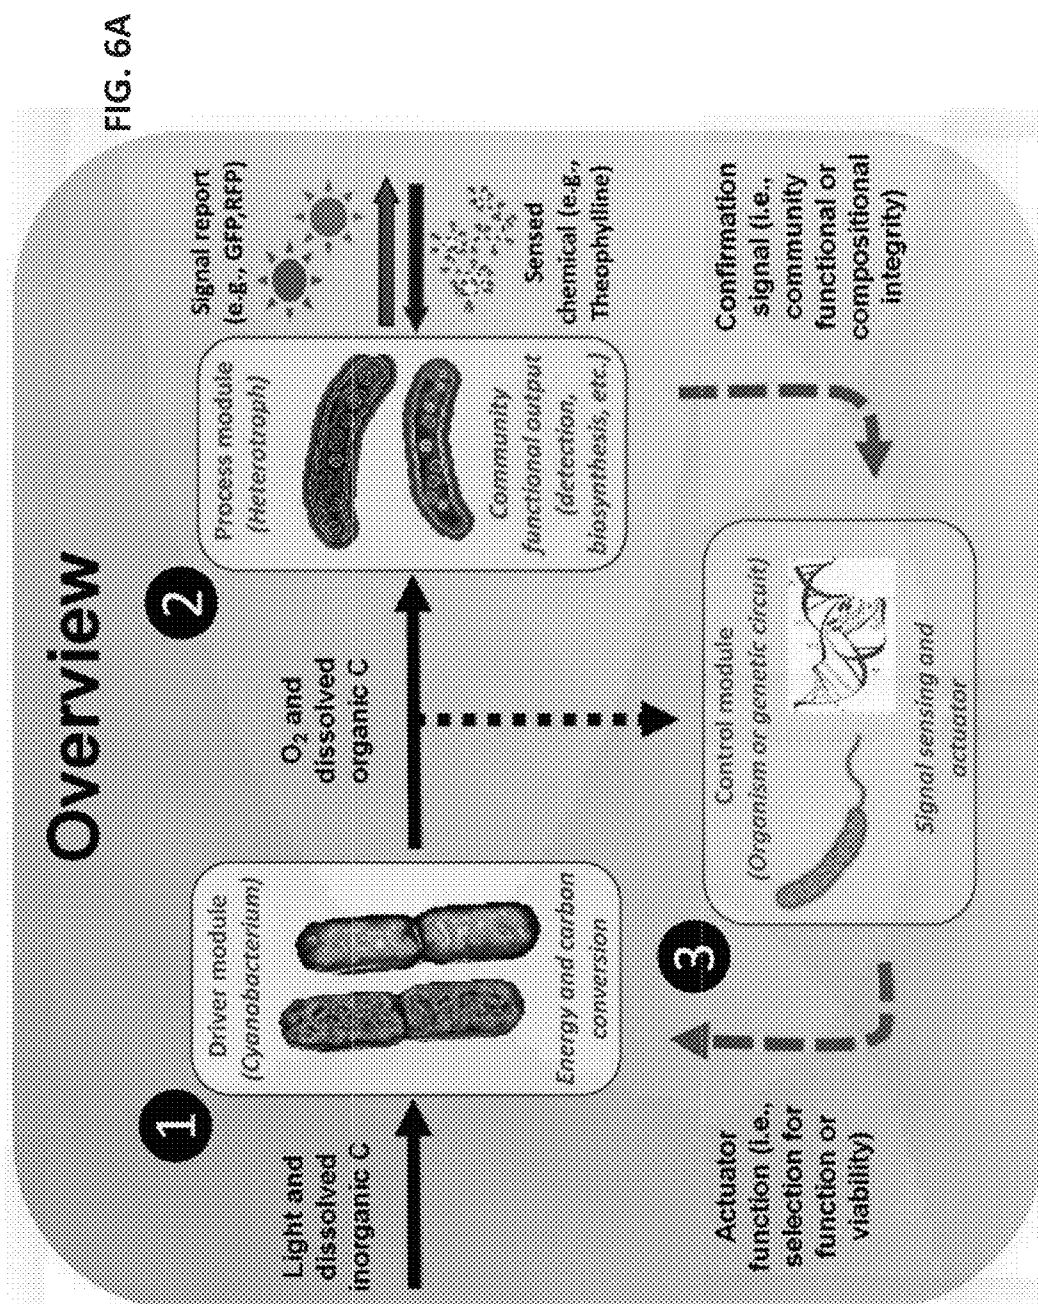 FIG. 6A
Overview
1
Light and
dissolved
inorganic C
Driver module
(Cyanobacterium)
Energy and carbon
conversion
O2 and
dissolved
organic C
2
Process module
(Heterotroph)
Community
functional output
(detection,
biosynthesis, etc.)
Signal report
(e.g., GFP,RFP)
Sensed
chemical (e.g.,
Theophylline)
3
Actuator
function (i.e.,
selection for
function or
viability)
Control module
(Organism or genetic circuit)
Signal sensing and
actuator
Confirmation
signal (i.e.,
community
functional or
compositional
integrity)